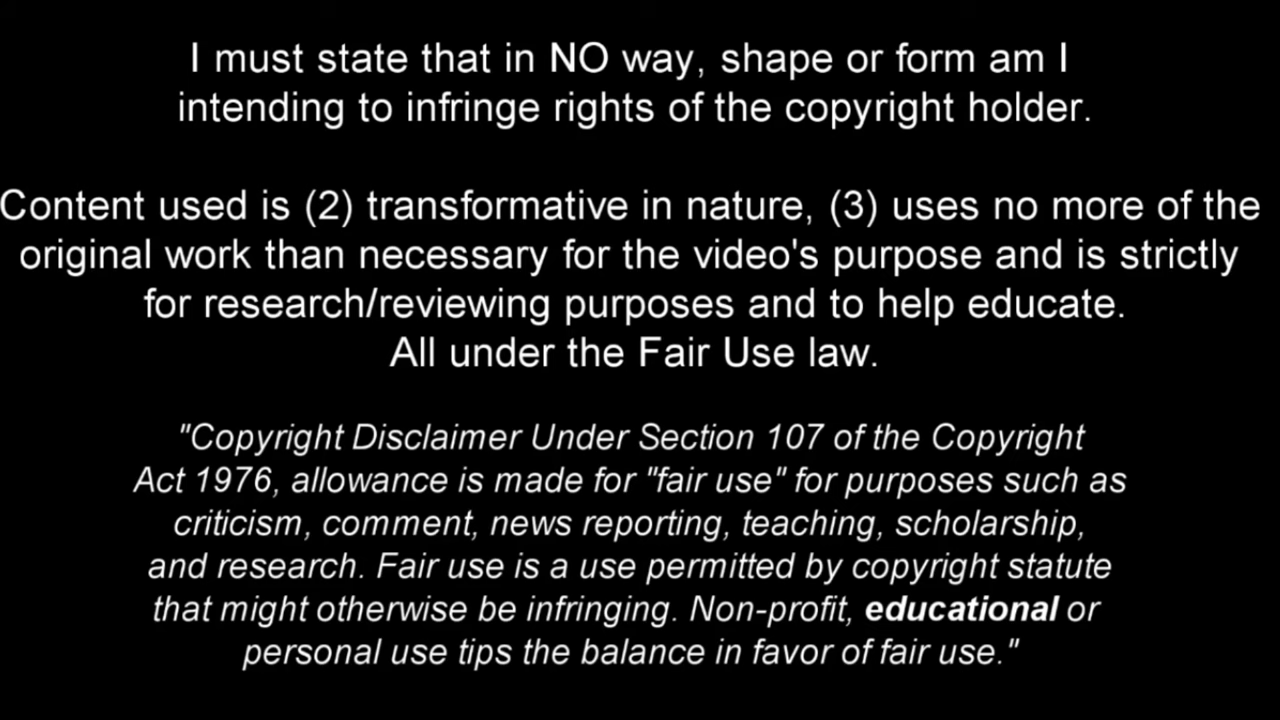 I must state that in NO way, shape or form am I
intending to infringe rights of the copyright holder.
Content used is (2) transformative in nature, (3) uses no more of the
original work than necessary for the video's purpose and is strictly
for research/reviewing purposes and to help educate.
All under the Fair Use law.
"Copyright Disclaimer Under Section 107 of the Copyright
Act 1976, allowance is made for "fair use" for purposes such as
criticism, comment, news reporting, teaching, scholarship,
and research. Fair use is a use permitted by copyright statute
that might otherwise be infringing. Non-profit, educational or
personal use tips the balance in favor of fair use."